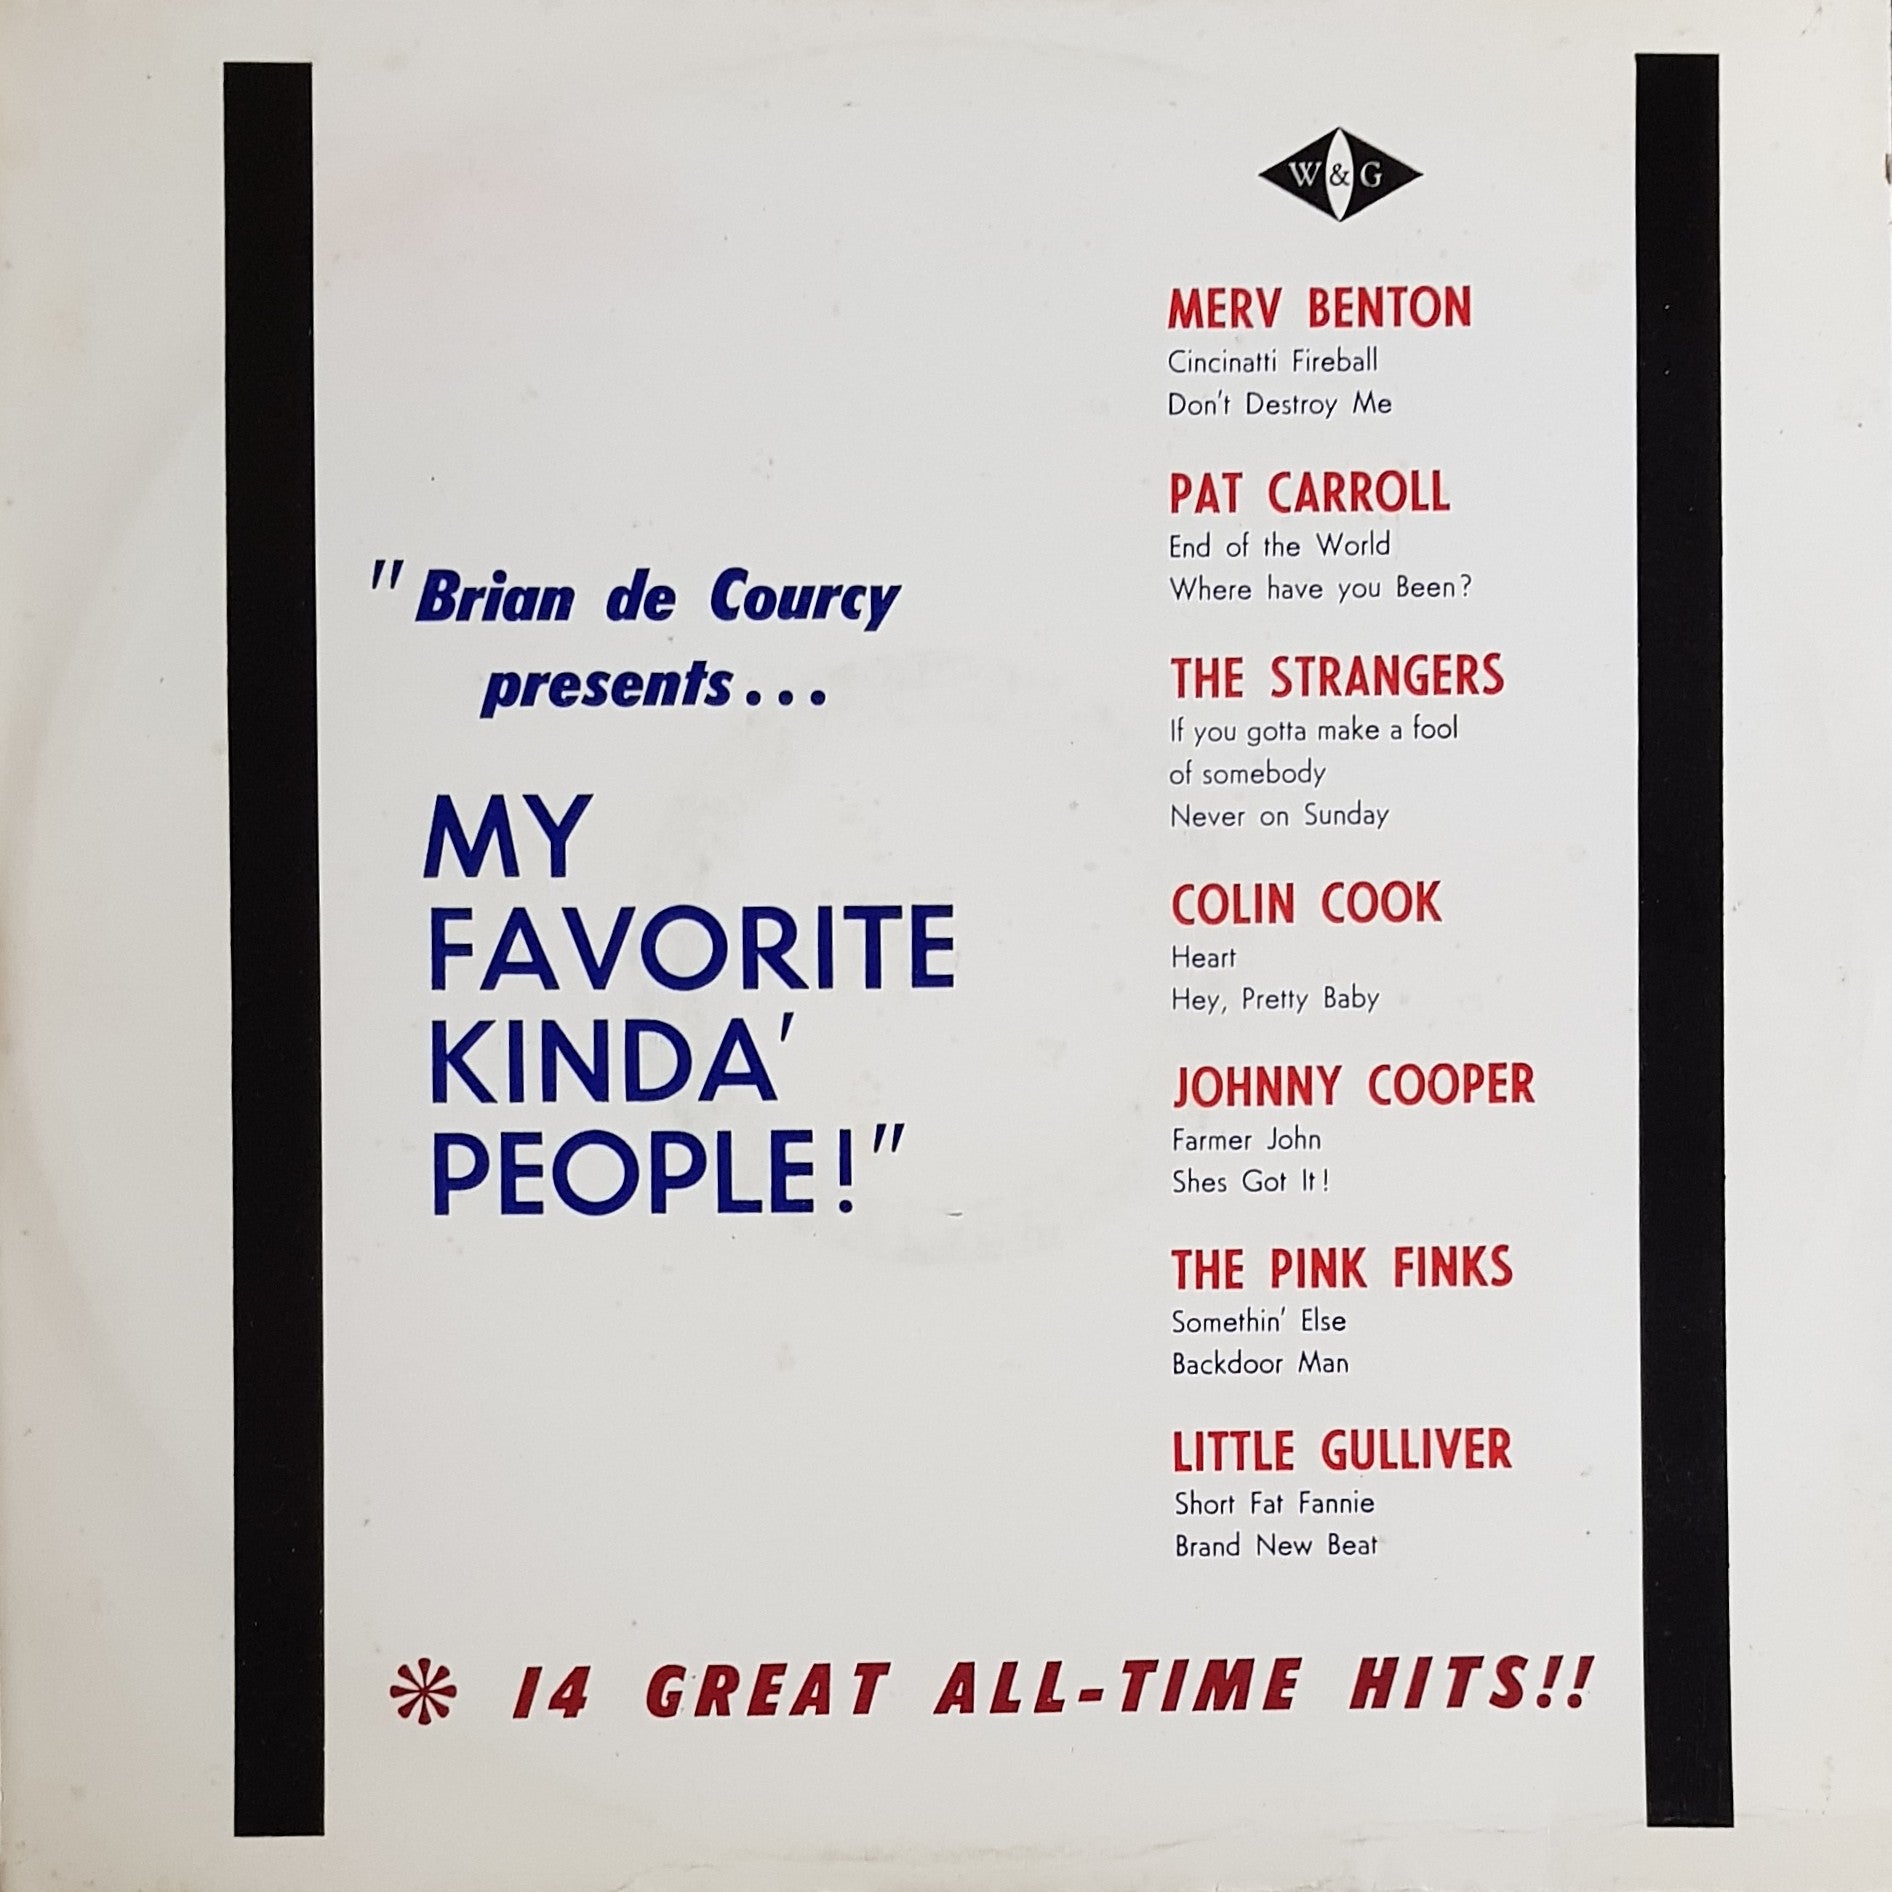 W & G
MERV BENTON
Cincinatti Fireball
Don't Destroy Me
PAT CARROLL
End of the World
Where have you Been?
THE STRANGERS
If you gotta make a fool
of somebody
Never on Sunday
COLIN COOK
Heart
Hey, Pretty Baby
JOHNNY COOPER
Farmer John
Shes Got It!
THE PINK FINKS
Somethin' Else
Backdoor Man
LITTLE GULLIVER
Short Fat Fannie
Brand New Beat
"Brian de Courcy
presents...
MY
FAVORITE
KINDA'
PEOPLE!"
* 14 GREAT ALL-TIME HITS!!